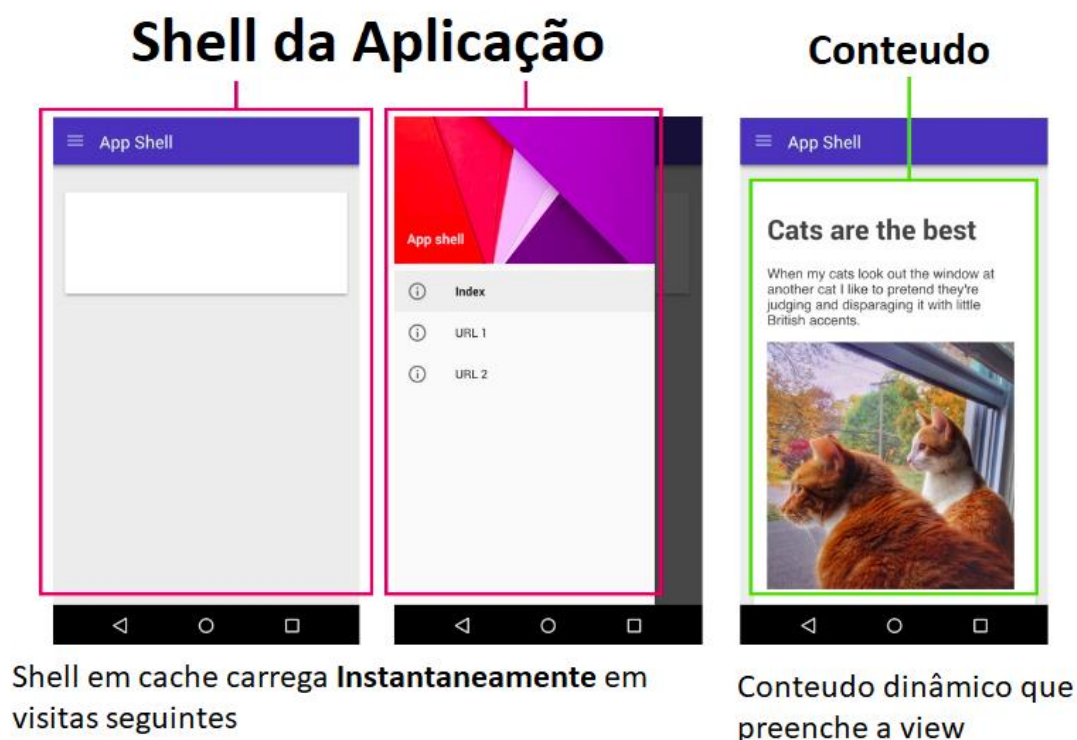 Shell da Aplicação
Conteudo
App Shell
App shell
Index
URL 1
URL 2
App Shell
Cats are the best
When my cats look out the window at
another cat I like to pretend they're
judging and disparaging it with little
British accents.
Shell em cache carrega Instantaneamente em
visitas seguintes
Conteudo dinâmico que
preenche a view